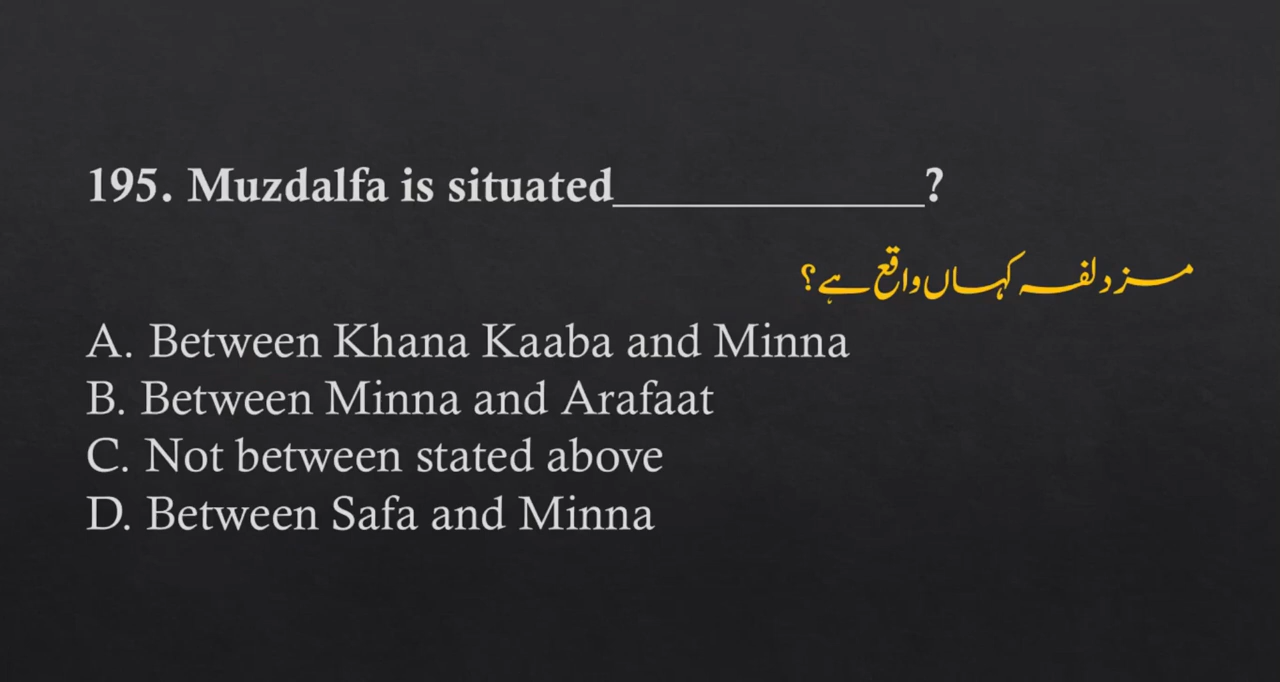 195. Muzdalfa is situated_____________?
مزدلفہ کہاں واقع ہے؟
A. Between Khana Kaaba and Minna
B. Between Minna and Arafaat
C. Not between stated above
D. Between Safa and Minna